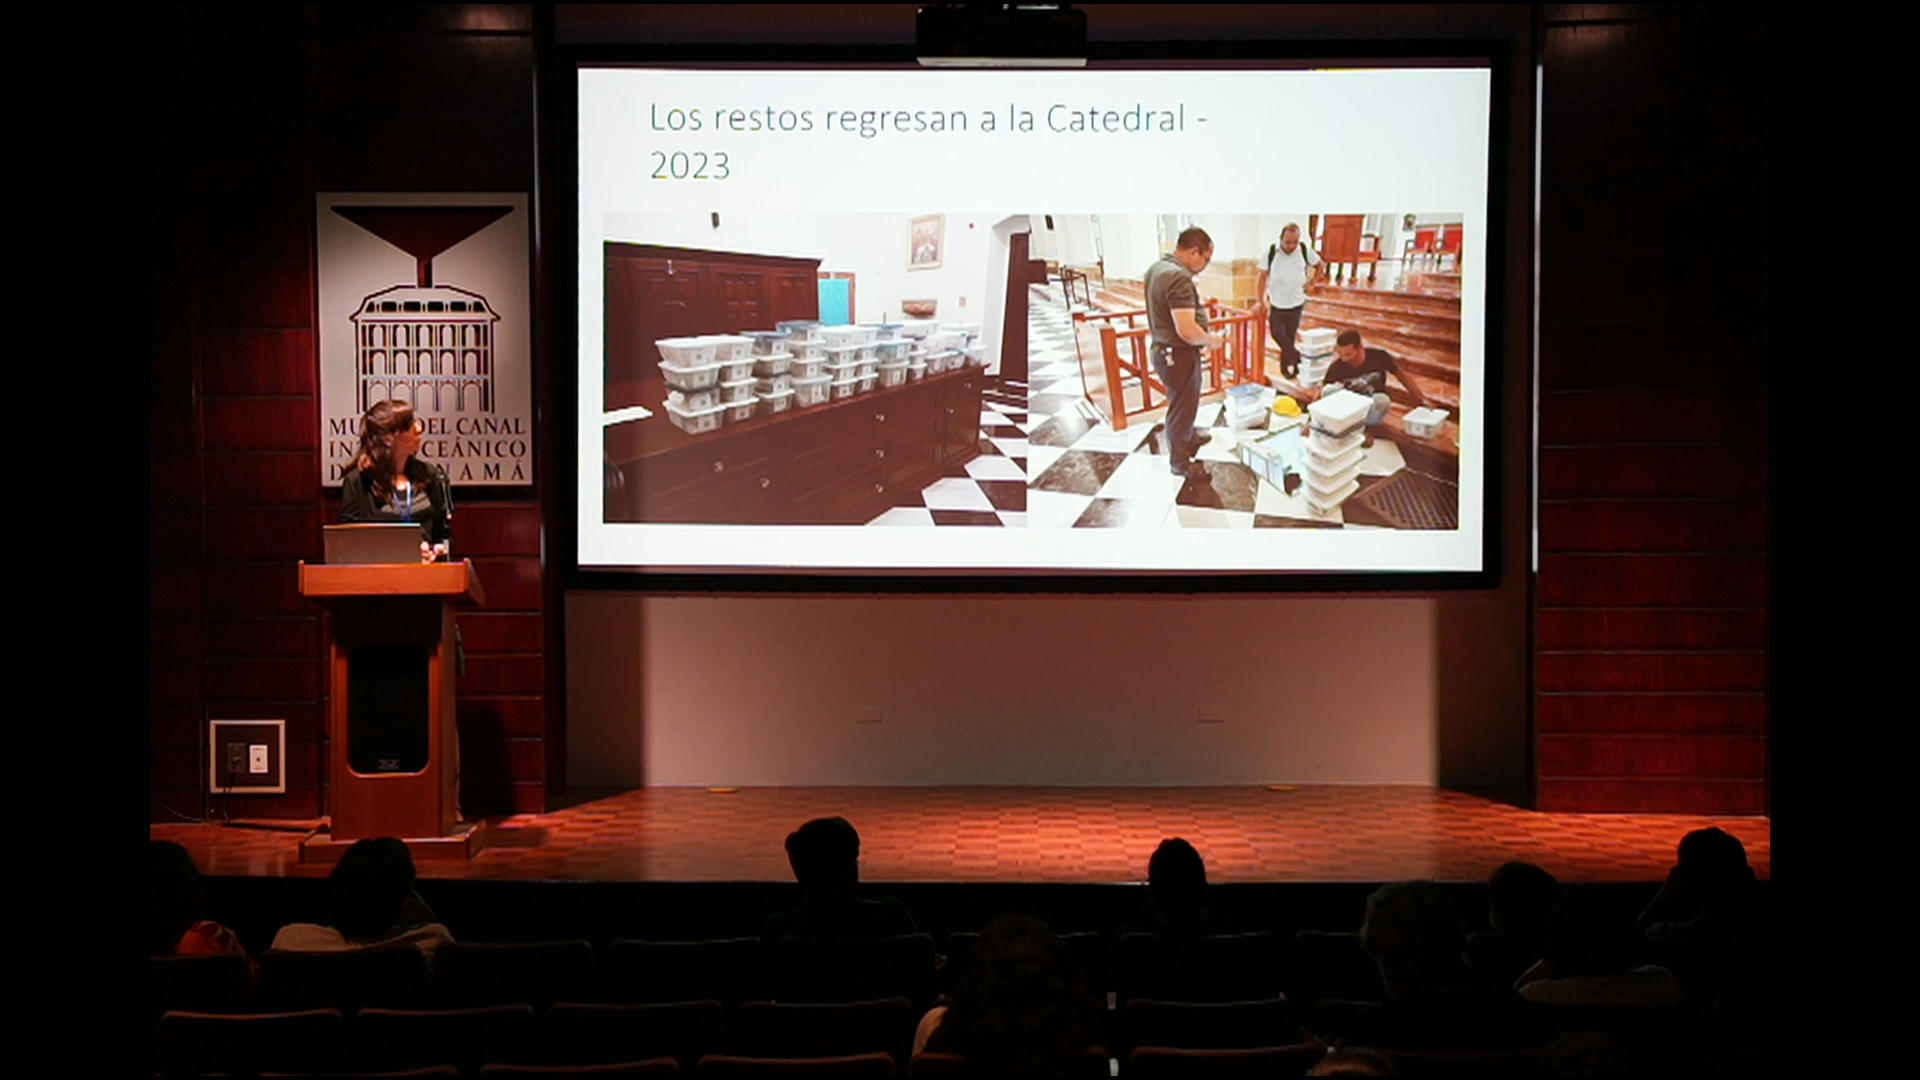 Los restos regresan a la Catedral -
2023
MU DEL CANAL
IN CEÁNICO
D NAMÁ